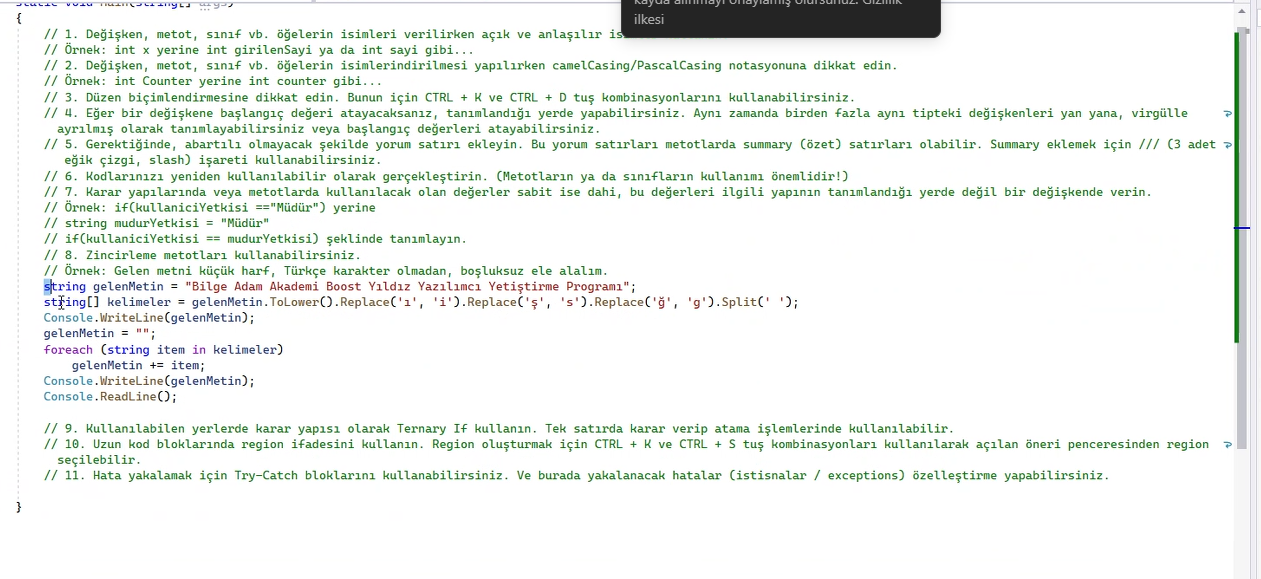 static void Main(string[] args)
kayda alınmayı onaylamış olursunuz. Gizlilik
ilkesi
{
// 1. Değişken, metot, sınıf vb. öğelerin isimleri verilirken açık ve anlaşılır
// Örnek: int x yerine int girilenSayi ya da int sayi gibi...
// 2. Değişken, metot, sınıf vb. öğelerin isimlerindirilmesi yapılırken camelCasing/PascalCasing notasyonuna dikkat edin.
// Örnek: int Counter yerine int counter gibi...
// 3. Düzen biçimlendirmesine dikkat edin. Bunun için CTRL + K ve CTRL + D tuş kombinasyonlarını kullanabilirsiniz.
// 4. Eğer bir değişkene başlangıç değeri atayacaksanız, tanımlandığı yerde yapabilirsiniz. Aynı zamanda birden fazla aynı tipteki değişkenleri yan yana, virgülle
ayrılmış olarak tanımlayabilirsiniz veya başlangıç değerleri atayabilirsiniz.
// 5. Gerektiğinde, abartılı olmayacak şekilde yorum satırı ekleyin. Bu yorum satırları metotlarda summary (özet) satırları olabilir. Summary eklemek için /// (3 adet
eğik çizgi, slash) işareti kullanabilirsiniz.
// 6. Kodlarınızı yeniden kullanılabilir olarak gerçekleştirin. (Metotların ya da sınıfların kullanımı önemlidir!)
// 7. Karar yapılarında veya metotlarda kullanılacak olan değerler sabit ise dahi, bu değerleri ilgili yapının tanımlandığı yerde değil bir değişkende verin.
// Örnek: if(kullaniciYetkisi =="Müdür") yerine
// string mudurYetkisi = "Müdür"
// if(kullaniciYetkisi == mudurYetkisi) şeklinde tanımlayın.
// 8. Zincirleme metotları kullanabilirsiniz.
// Örnek: Gelen metni küçük harf, Türkçe karakter olmadan, boşluksuz ele alalım.
string gelenMetin = "Bilge Adam Akademi Boost Yıldız Yazılımcı Yetiştirme Programı";
string[] kelimeler = gelenMetin.ToLower().Replace('ı', 'i').Replace('ş', 's').Replace('ğ', 'g').Split(' ');
Console.WriteLine(gelenMetin);
gelenMetin = "";
foreach (string item in kelimeler)
gelenMetin += item;
Console.WriteLine(gelenMetin);
Console.ReadLine();
// 9. Kullanılabilen yerlerde karar yapısı olarak Ternary If kullanın. Tek satırda karar verip atama işlemlerinde kullanılabilir.
// 10. Uzun kod bloklarında region ifadesini kullanın. Region oluşturmak için CTRL + K ve CTRL + S tuş kombinasyonları kullanılarak açılan öneri penceresinden region
seçilebilir.
// 11. Hata yakalamak için Try-Catch bloklarını kullanabilirsiniz. Ve burada yakalanacak hatalar (istisnalar / exceptions) özelleştirme yapabilirsiniz.
}